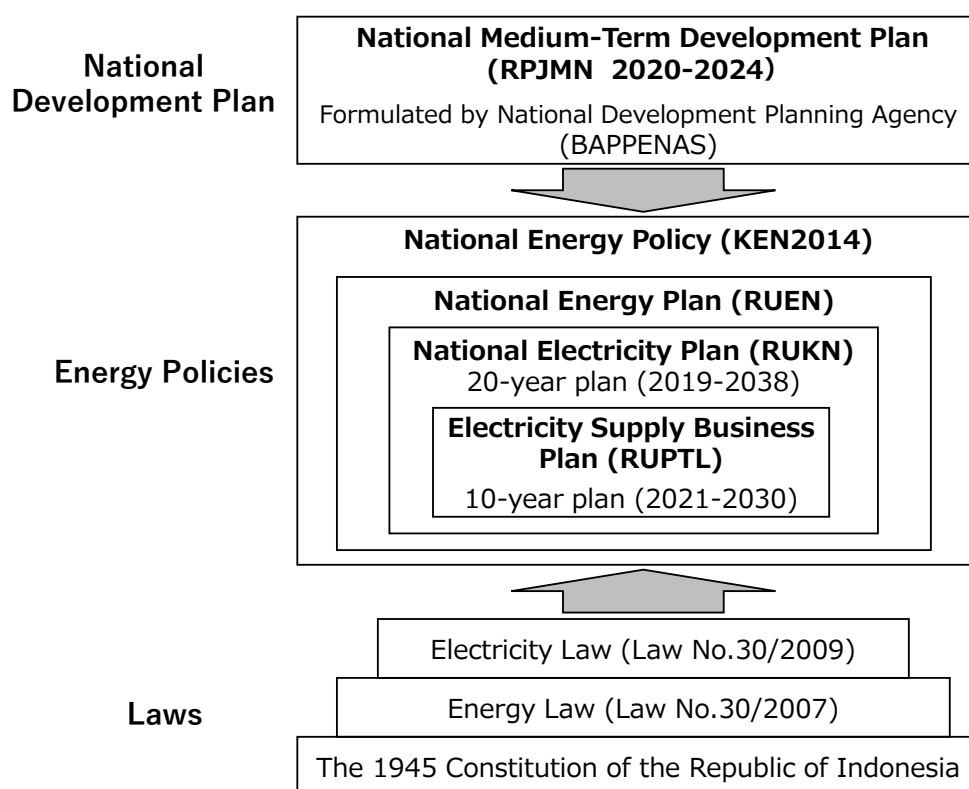 National
Development Plan
National Medium-Term Development Plan
(RPJMN 2020-2024)
Formulated by National Development Planning Agency
(BAPPENAS)
Energy Policies
National Energy Policy (KEN2014)
National Energy Plan (RUEN)
National Electricity Plan (RUKN)
20-year plan (2019-2038)
Electricity Supply Business
Plan (RUPTL)
10-year plan (2021-2030)
Laws
Electricity Law (Law No.30/2009)
Energy Law (Law No.30/2007)
The 1945 Constitution of the Republic of Indonesia